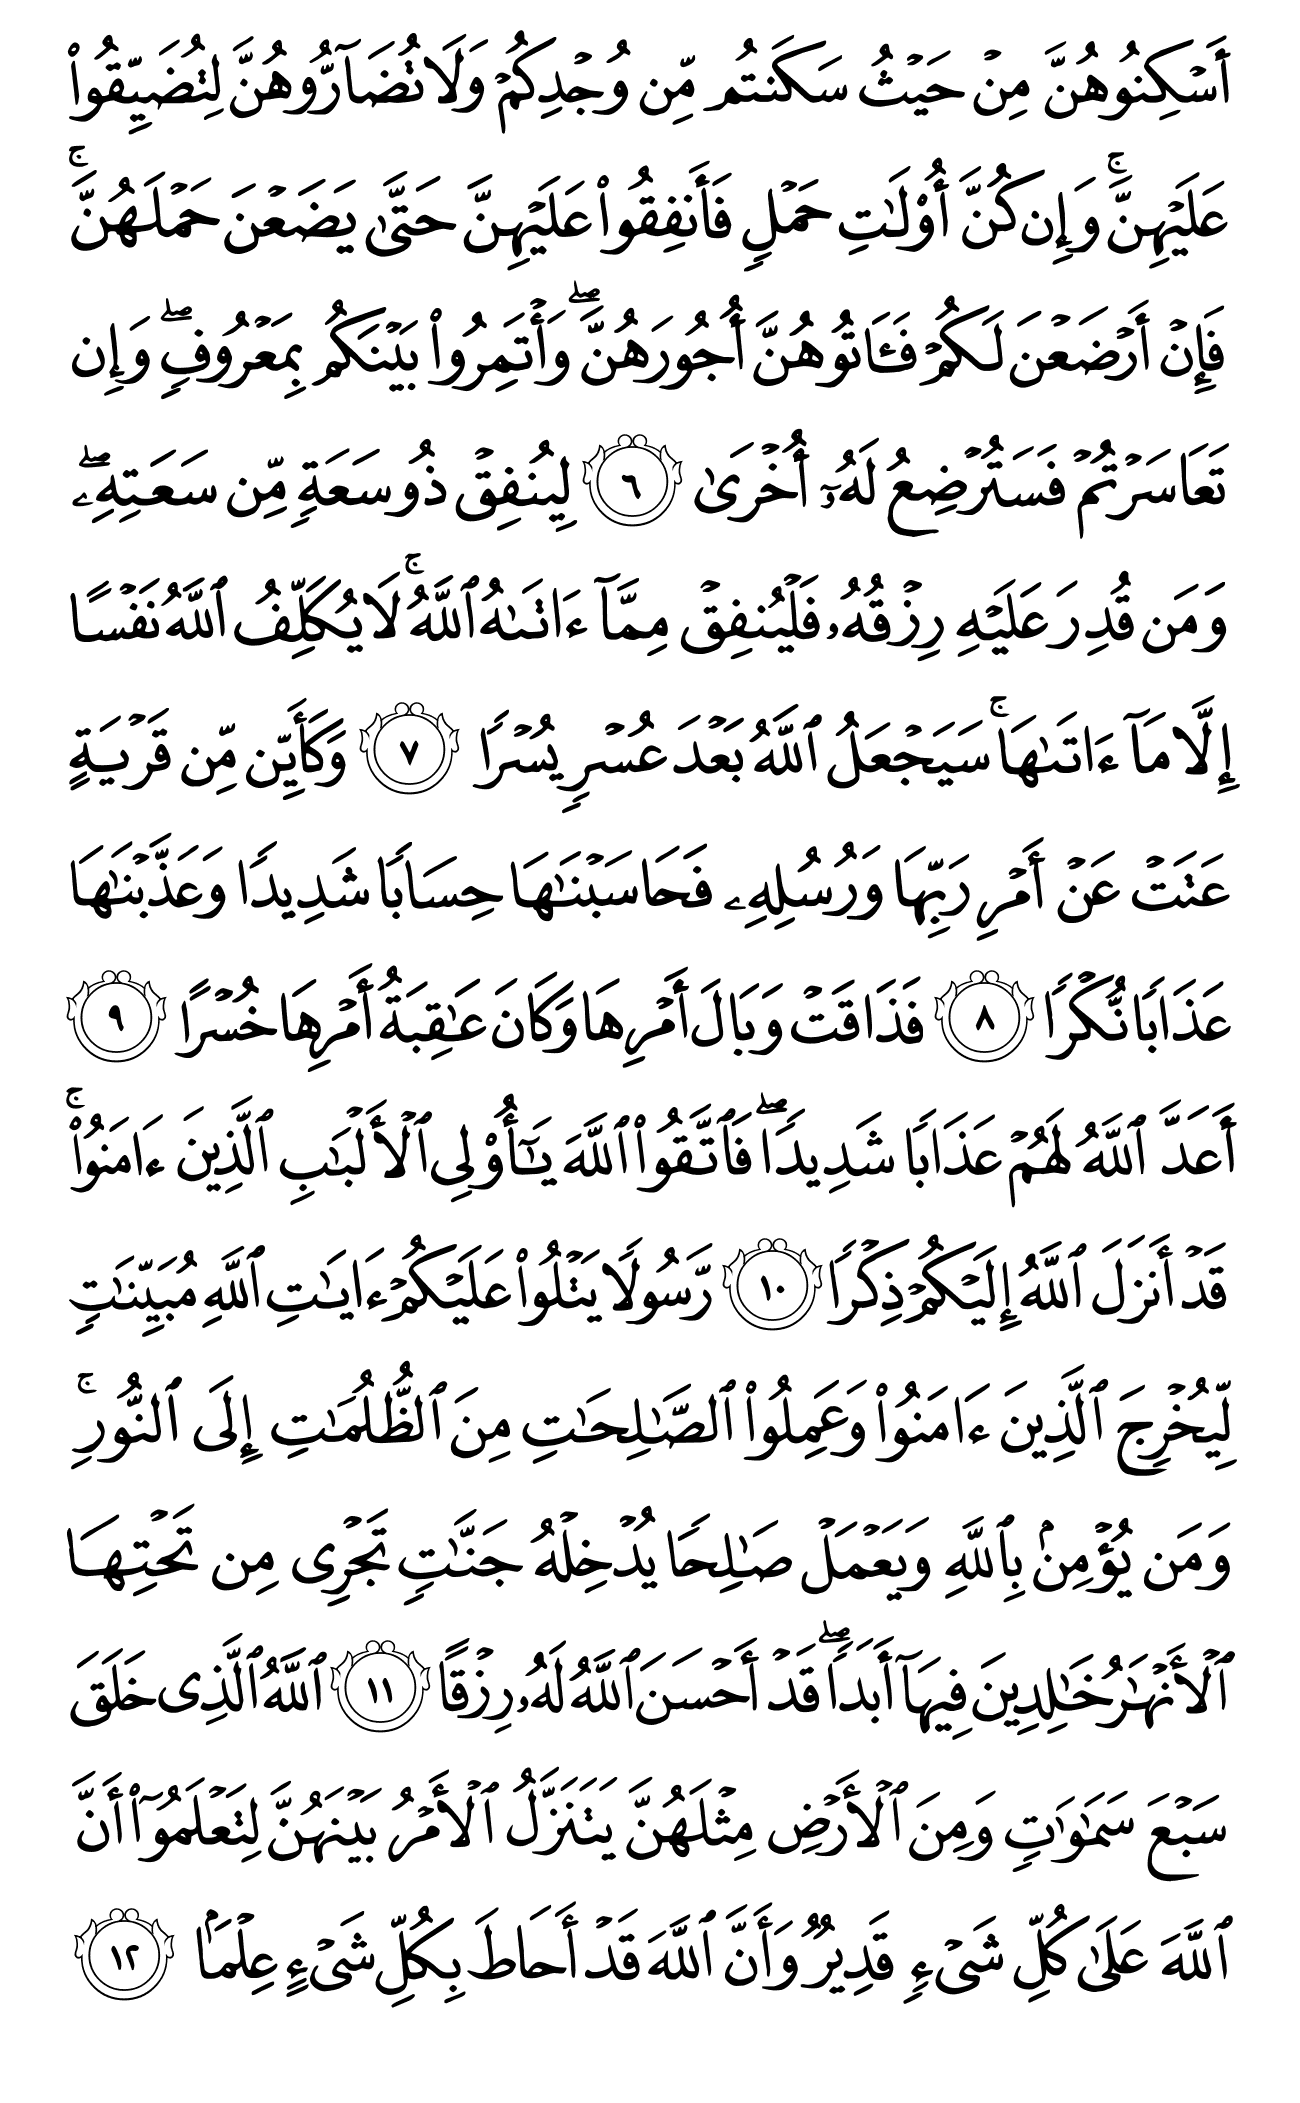 أَسۡكِنُوهُنَّ مِنۡ حَيۡثُ سَكَنتُم مِّن وُجۡدِكُمۡ وَلَا تُضَآرُّوهُنَّ لِتُضَيِّقُواْ
عَلَيۡهِنَّۚ وَإِن كُنَّ أُوْلَٰتِ حَمۡلٖ فَأَنفِقُواْ عَلَيۡهِنَّ حَتَّىٰ يَضَعۡنَ حَمۡلَهُنَّۚ
فَإِنۡ أَرۡضَعۡنَ لَكُمۡ فَـَٔاتُوهُنَّ أُجُورَهُنَّۖ وَأۡتَمِرُواْ بَيۡنَكُم بِمَعۡرُوفٖۖ وَإِن
تَعَاسَرۡتُمۡ فَسَتُرۡضِعُ لَهُۥٓ أُخۡرَىٰ ٦ لِيُنفِقۡ ذُو سَعَةٖ مِّن سَعَتِهِۦۖ
وَمَن قُدِرَ عَلَيۡهِ رِزۡقُهُۥ فَلۡيُنفِقۡ مِمَّآ ءَاتَىٰهُ ٱللَّهُۚ لَا يُكَلِّفُ ٱللَّهُ نَفۡسًا
إِلَّا مَآ ءَاتَىٰهَاۚ سَيَجۡعَلُ ٱللَّهُ بَعۡدَ عُسۡرٖ يُسۡرٗا ٧ وَكَأَيِّن مِّن قَرۡيَةٍ
عَتَتۡ عَنۡ أَمۡرِ رَبِّهَا وَرُسُلِهِۦ فَحَاسَبۡنَٰهَا حِسَابٗا شَدِيدٗا وَعَذَّبۡنَٰهَا
عَذَابٗا نُّكۡرٗا ٨ فَذَاقَتۡ وَبَالَ أَمۡرِهَا وَكَانَ عَٰقِبَةُ أَمۡرِهَا خُسۡرًا ٩
أَعَدَّ ٱللَّهُ لَهُمۡ عَذَابٗا شَدِيدٗاۖ فَٱتَّقُواْ ٱللَّهَ يَٰٓأُوْلِي ٱلۡأَلۡبَٰبِ ٱلَّذِينَ ءَامَنُواْۚ
قَدۡ أَنزَلَ ٱللَّهُ إِلَيۡكُمۡ ذِكۡرٗا ١٠ رَّسُولٗا يَتۡلُواْ عَلَيۡكُمۡ ءَايَٰتِ ٱللَّهِ مُبَيِّنَٰتٖ
لِّيُخۡرِجَ ٱلَّذِينَ ءَامَنُواْ وَعَمِلُواْ ٱلصَّٰلِحَٰتِ مِنَ ٱلظُّلُمَٰتِ إِلَى ٱلنُّورِۚ
وَمَن يُؤۡمِنۢ بِٱللَّهِ وَيَعۡمَلۡ صَٰلِحٗا يُدۡخِلۡهُ جَنَّٰتٖ تَجۡرِي مِن تَحۡتِهَا
ٱلۡأَنۡهَٰرُ خَٰلِدِينَ فِيهَآ أَبَدٗاۖ قَدۡ أَحۡسَنَ ٱللَّهُ لَهُۥ رِزۡقًا ١١ ٱللَّهُ ٱلَّذِي خَلَقَ
سَبۡعَ سَمَٰوَٰتٖ وَمِنَ ٱلۡأَرۡضِ مِثۡلَهُنَّ يَتَنَزَّلُ ٱلۡأَمۡرُ بَيۡنَهُنَّ لِتَعۡلَمُوٓاْ أَنَّ
ٱللَّهَ عَلَىٰ كُلِّ شَيۡءٖ قَدِيرٞ وَأَنَّ ٱللَّهَ قَدۡ أَحَاطَ بِكُلِّ شَيۡءٍ عِلۡمَۢا ١٢